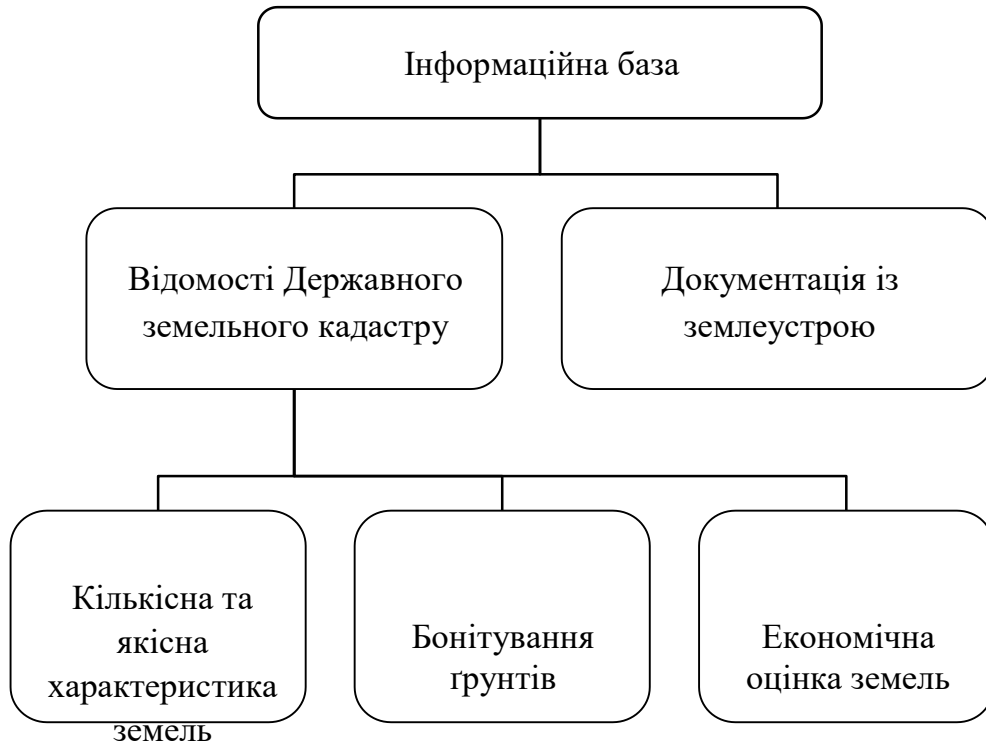 Інформаційна база
Відомості Державного
земельного кадастру
Документація із
землеустрою
Кількісна та
якісна
характеристика
земель
Бонітування
ґрунтів
Економічна
оцінка земель